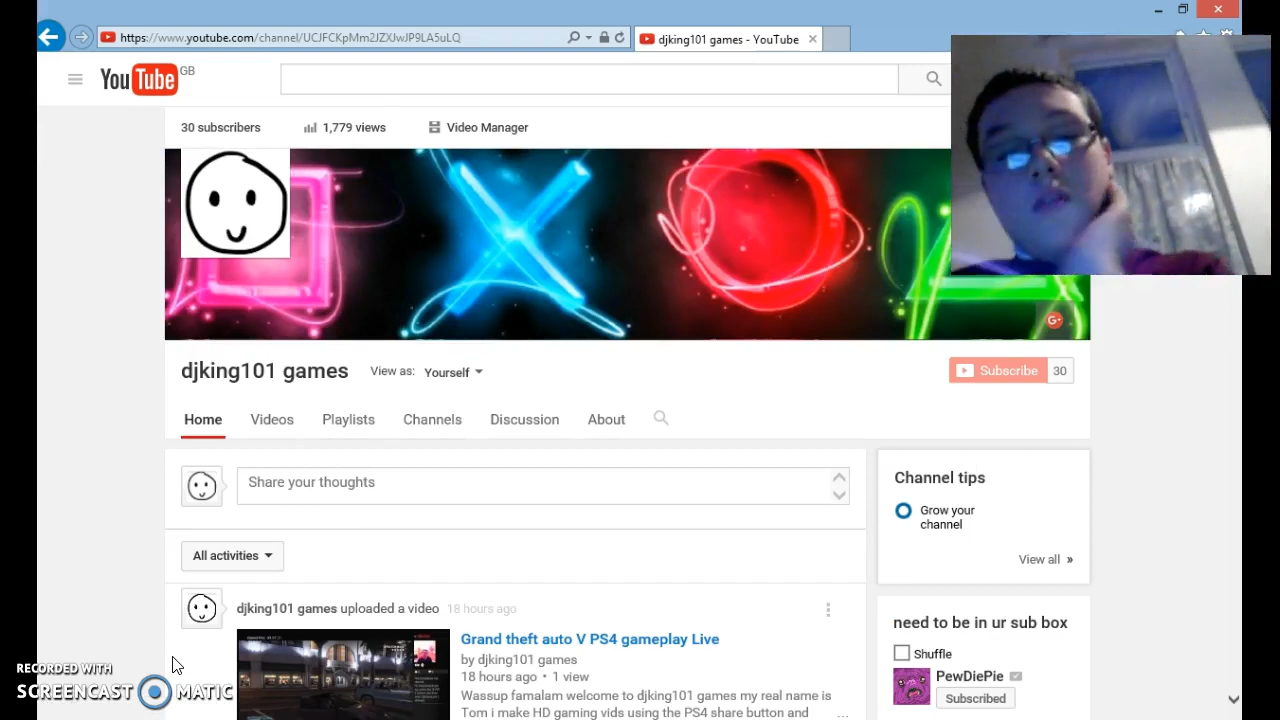 https://www.youtube.com/channel/UCJFCKpMm2JZXJwJP9LA5uLQ
djking101 games - YouTube
YouTube GB
30 subscribers
1,779 views
Video Manager
G+
djking101 games
View as: Yourself
Subscribe 30
Home Videos Playlists Channels Discussion About
Share your thoughts
Channel tips
Grow your
channel
View all »
All activities
djking101 games uploaded a video 18 hours ago
Grand theft auto V PS4 gameplay Live
by djking101 games
18 hours ago • 1 view
Wassup famalam welcome to djking101 games my real name is
Tom i make HD gaming vids using the PS4 share button and
...
need to be in ur sub box
Shuffle
PewDiePie
Subscribed
RECORDED WITH
SCREENCAST MATIC